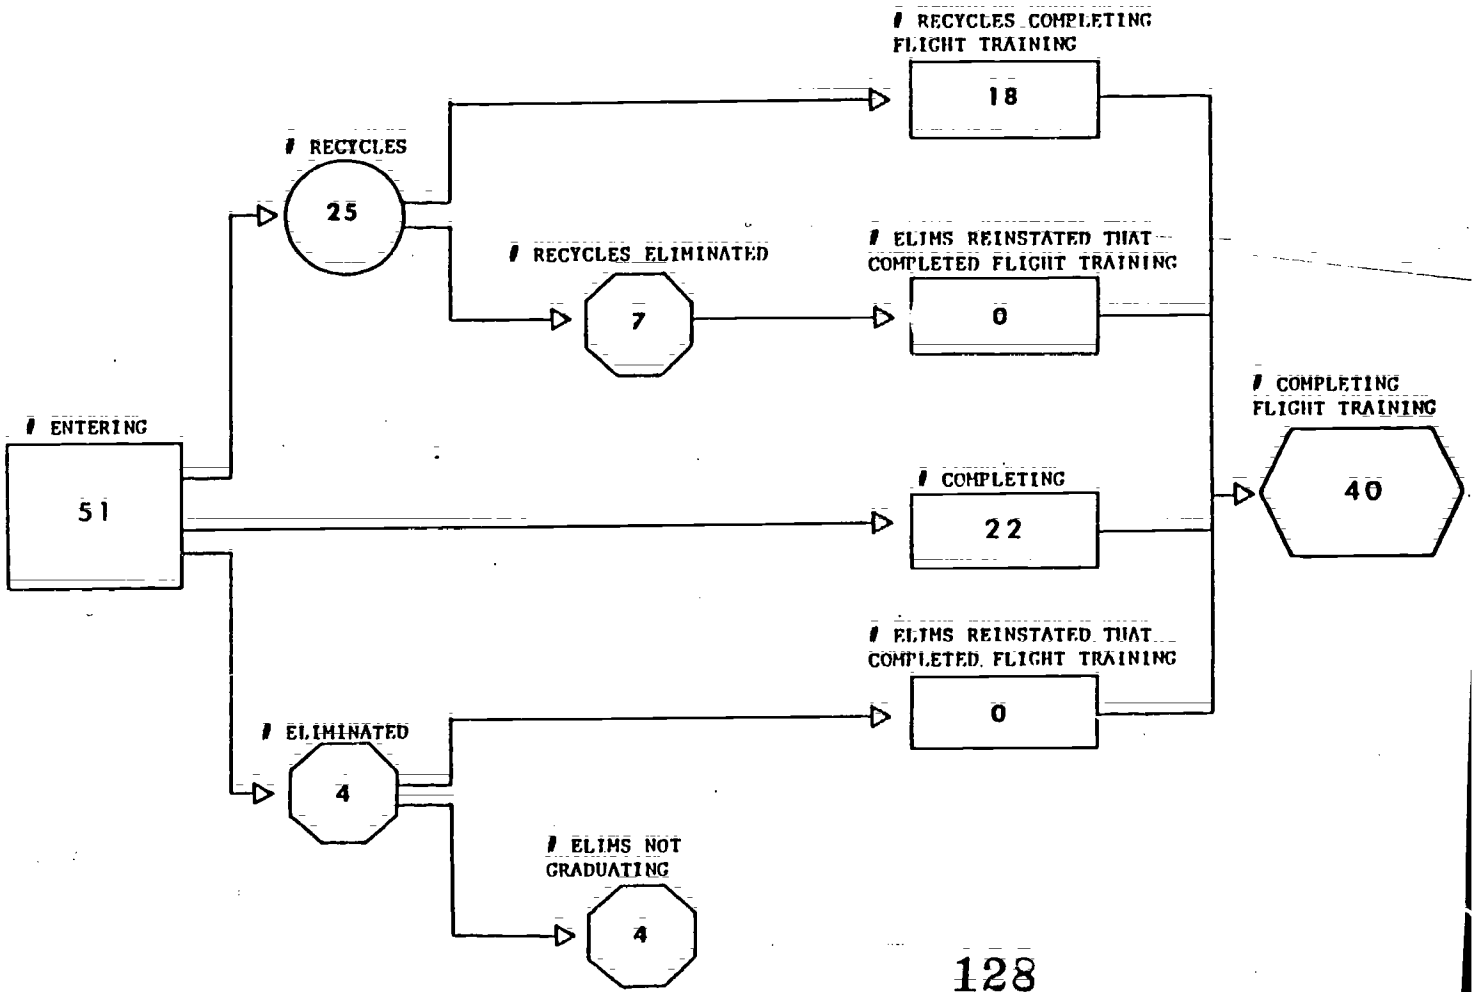 # RECYCLES COMPLETING
FLIGHT TRAINING
18
# RECYCLES
25
# RECYCLES ELIMINATED
7
# ELIMS REINSTATED THAT
COMPLETED FLIGHT TRAINING
0
# ENTERING
51
# COMPLETING
FLIGHT TRAINING
40
# COMPLETING
22
# ELIMS REINSTATED THAT
COMPLETED FLIGHT TRAINING
0
# ELIMINATED
4
# ELIMS NOT
GRADUATING
4
128